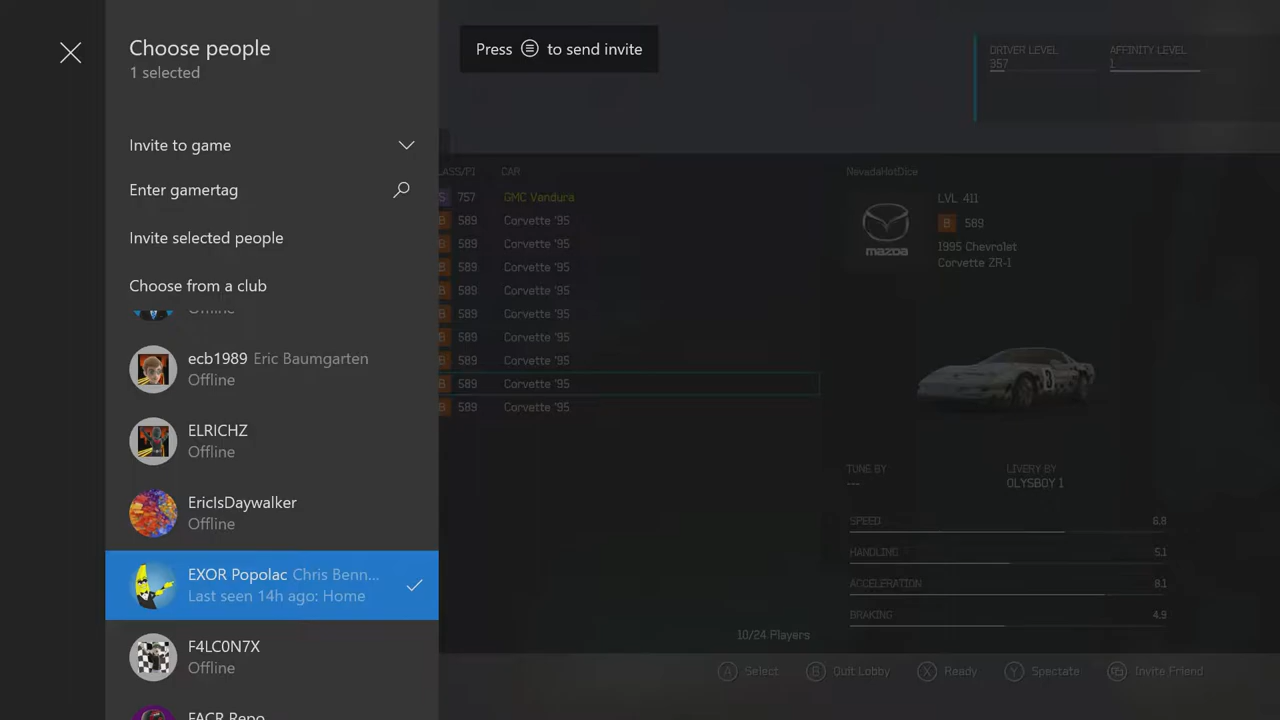 Choose people
1 selected
Press to send invite
Invite to game
Enter gamertag
Invite selected people
Choose from a club
Offline
ecb1989 Eric Baumgarten
Offline
ELRICHZ
Offline
EricIsDaywalker
Offline
EXOR Popolac Chris Benn...
Last seen 14h ago: Home
F4LC0N7X
Offline
FACR Repo
DRIVER LEVEL
357
AFFINITY LEVEL
1
CAR
S 757 GMC Vandura
B 589 Corvette '95
B 589 Corvette '95
B 589 Corvette '95
B 589 Corvette '95
B 589 Corvette '95
B 589 Corvette '95
B 589 Corvette '95
B 589 Corvette '95
B 589 Corvette '95
10/24 Players
NevadaHotDice
mazda
LVL 411
B 589
1995 Chevrolet
Corvette ZR-1
TUNE BY
---
LIVERY BY
OLYSBOY 1
SPEED 6.8
HANDLING 5.1
ACCELERATION 8.1
BRAKING 4.9
A Select B Quit Lobby X Ready Y Spectate Invite Friend